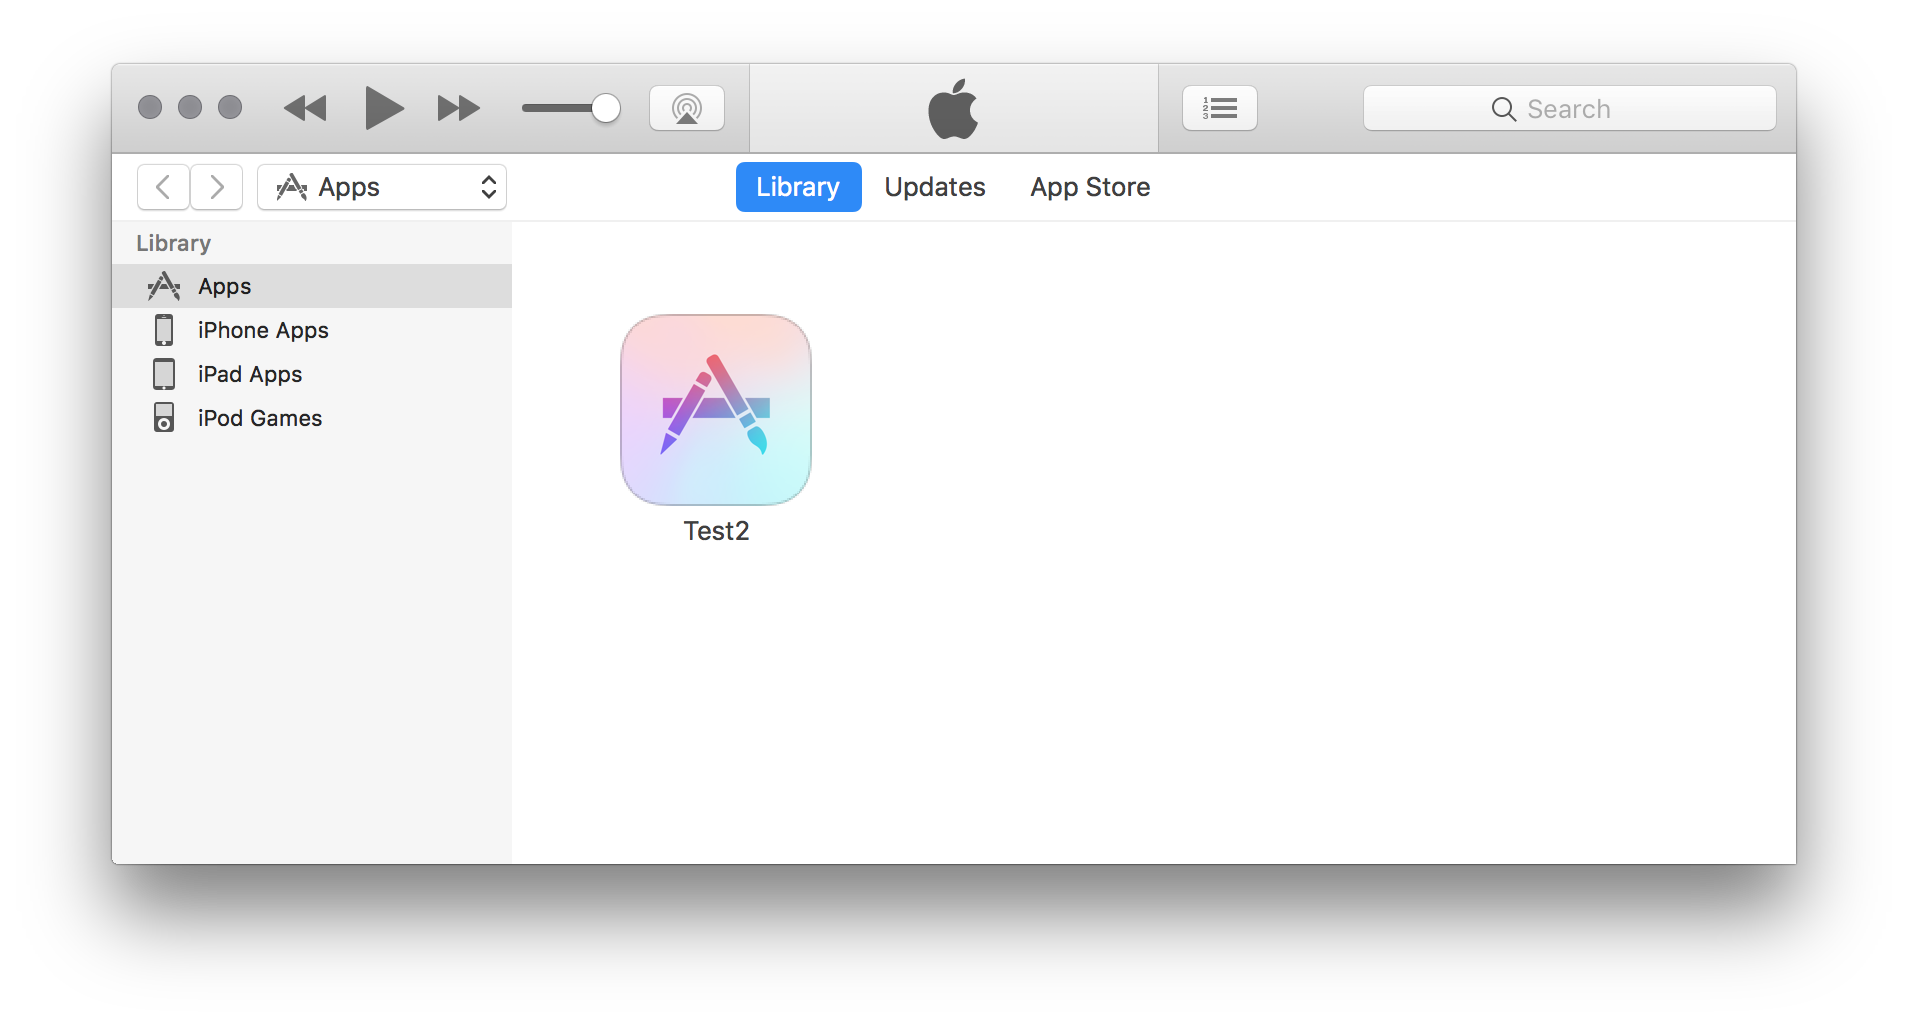 Search
Apps
Library
Updates
App Store
Library
Apps
iPhone Apps
iPad Apps
iPod Games
Test2